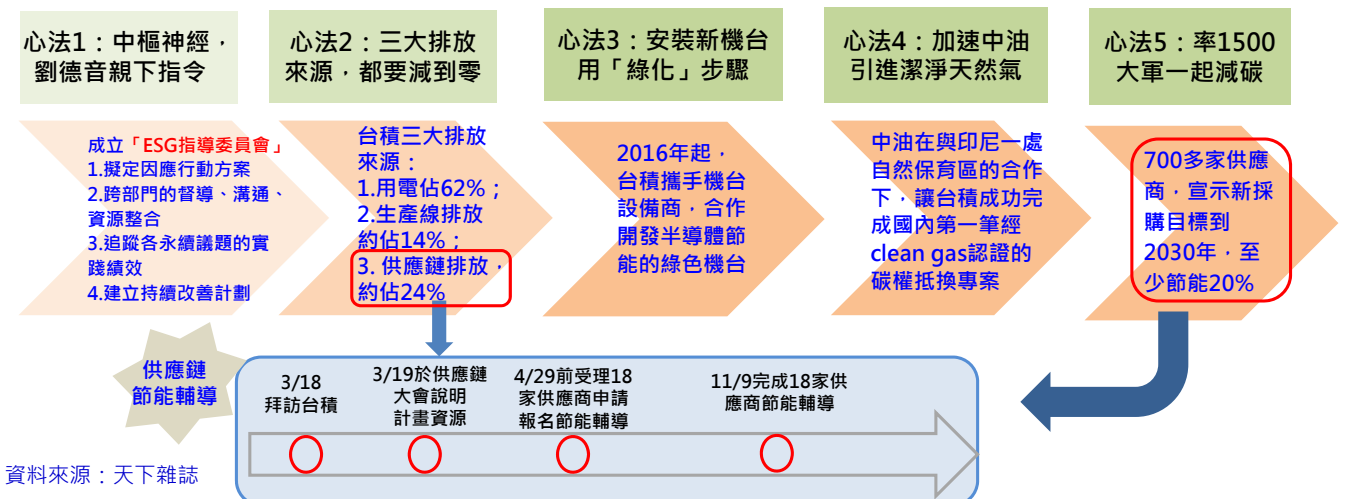 心法1：中樞神經，
劉德音親下指令
心法2：三大排放
來源，都要減到零
心法3：安裝新機台
用「綠化」步驟
心法4：加速中油
引進潔淨天然氣
心法5：率1500
大軍一起減碳
成立「ESG指導委員會」
1.擬定因應行動方案
2.跨部門的督導、溝通、
資源整合
3.追蹤各永續議題的實
踐績效
4.建立持續改善計劃
台積三大排放
來源：
1.用電佔62%；
2.生產線排放
約佔14%；
3. 供應鏈排放，
約佔24%
2016年起，
台積攜手機台
設備商，合作
開發半導體節
能的綠色機台
中油在與印尼一處
自然保育區的合作
下，讓台積成功完
成國內第一筆經
clean gas認證的
碳權抵換專案
700多家供應
商，宣示新採
購目標到
2030年，至
少節能20%
供應鏈
節能輔導
3/18
拜訪台積
3/19於供應鏈
大會說明
計畫資源
4/29前受理18
家供應商申請
報名節能輔導
11/9完成18家供
應商節能輔導
資料來源：天下雜誌